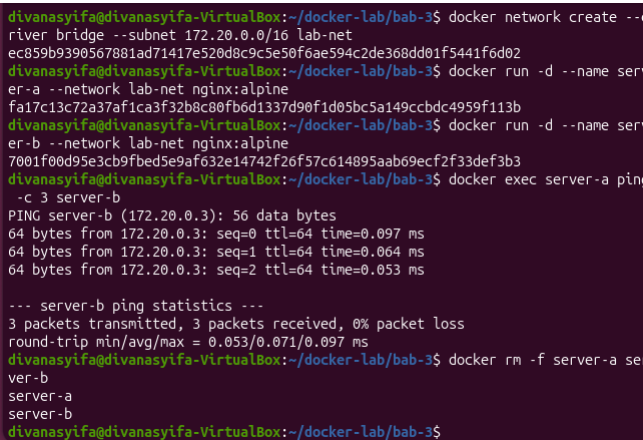 divanasyifa@divanasyifa-VirtualBox:~/docker-lab/bab-3$ docker network create --d
river bridge --subnet 172.20.0.0/16 lab-net
ec859b9390567881ad71417e520d8c9c5e50f6ae594c2de368dd01f5441f6d02
divanasyifa@divanasyifa-VirtualBox:~/docker-lab/bab-3$ docker run -d --name serv
er-a --network lab-net nginx:alpine
fa17c13c72a37af1ca3f32b8c80fb6d1337d90f1d05bc5a149ccbdc4959f113b
divanasyifa@divanasyifa-VirtualBox:~/docker-lab/bab-3$ docker run -d --name serv
er-b --network lab-net nginx:alpine
7001f00d95e3cb9fbed5e9af632e14742f26f57c614895aab69ecf2f33def3b3
divanasyifa@divanasyifa-VirtualBox:~/docker-lab/bab-3$ docker exec server-a ping
 -c 3 server-b
PING server-b (172.20.0.3): 56 data bytes
64 bytes from 172.20.0.3: seq=0 ttl=64 time=0.097 ms
64 bytes from 172.20.0.3: seq=1 ttl=64 time=0.064 ms
64 bytes from 172.20.0.3: seq=2 ttl=64 time=0.053 ms
--- server-b ping statistics ---
3 packets transmitted, 3 packets received, 0% packet loss
round-trip min/avg/max = 0.053/0.071/0.097 ms
divanasyifa@divanasyifa-VirtualBox:~/docker-lab/bab-3$ docker rm -f server-a ser
ver-b
server-a
server-b
divanasyifa@divanasyifa-VirtualBox:~/docker-lab/bab-3$